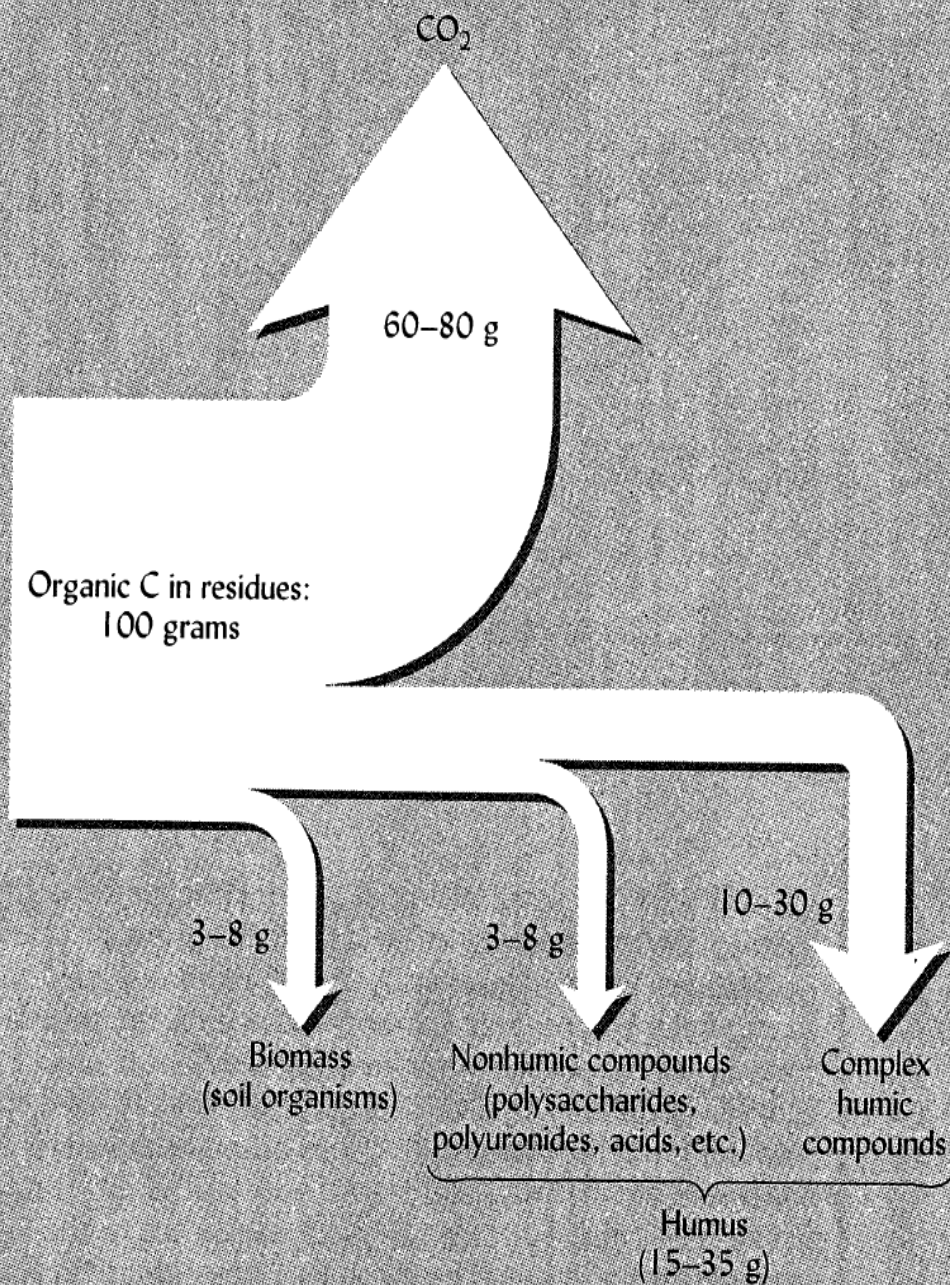 CO₂
60–80 g
Organic C in residues:
100 grams
3–8 g
3–8 g
10–30 g
Biomass
(soil organisms)
Nonhumic compounds
(polysaccharides,
polyuronides, acids, etc.)
Complex
humic
compounds
Humus
(15–35 g)